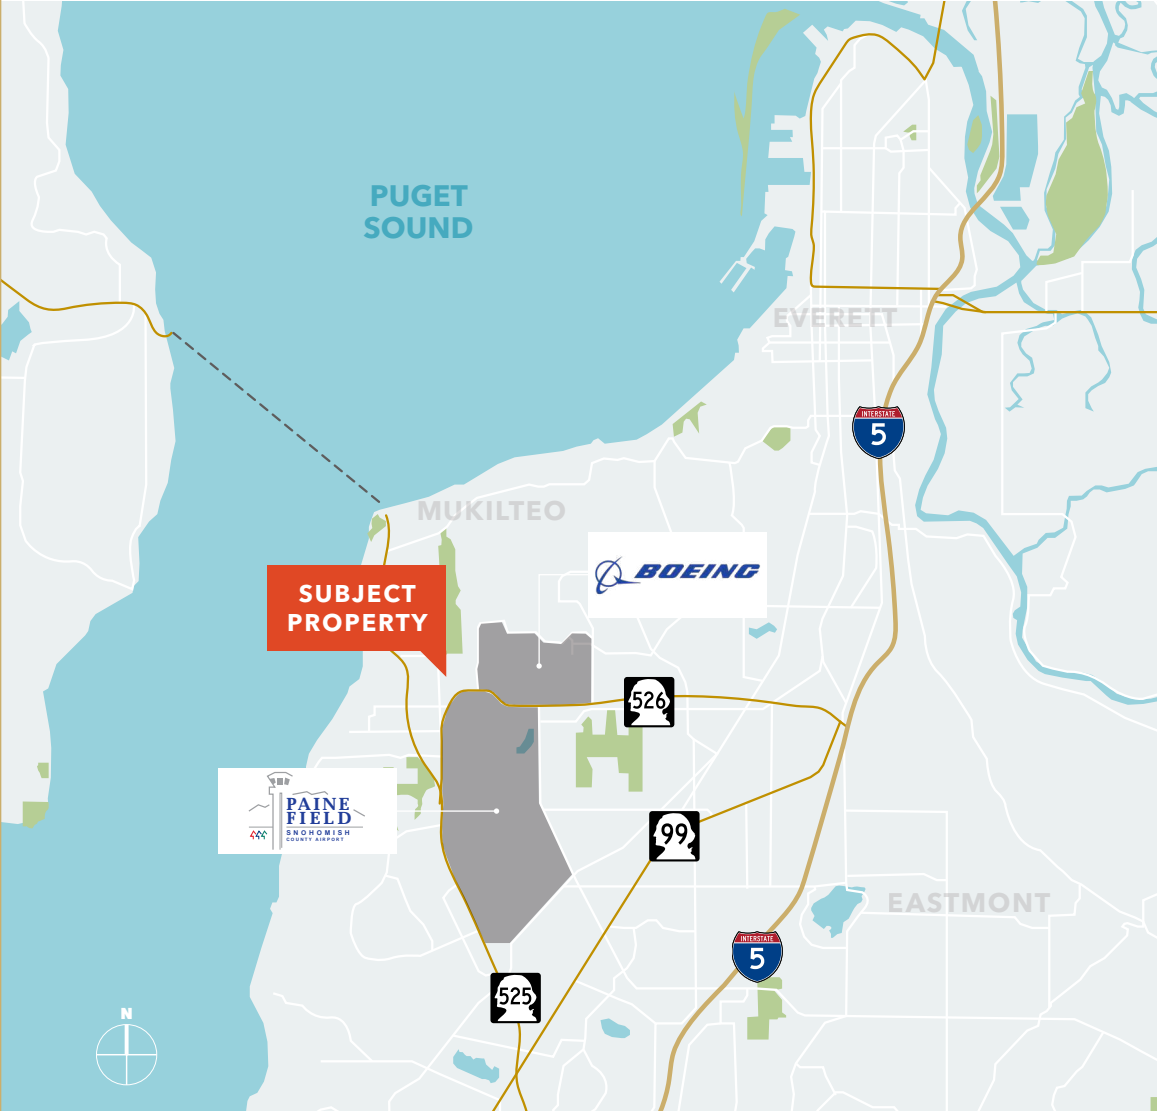 PUGET
SOUND
EVERETT
INTERSTATE
5
MUKILTEO
BOEING
SUBJECT
PROPERTY
526
PAINE
FIELD
SNOHOMISH
COUNTY AIRPORT
99
EASTMONT
INTERSTATE
5
525
N